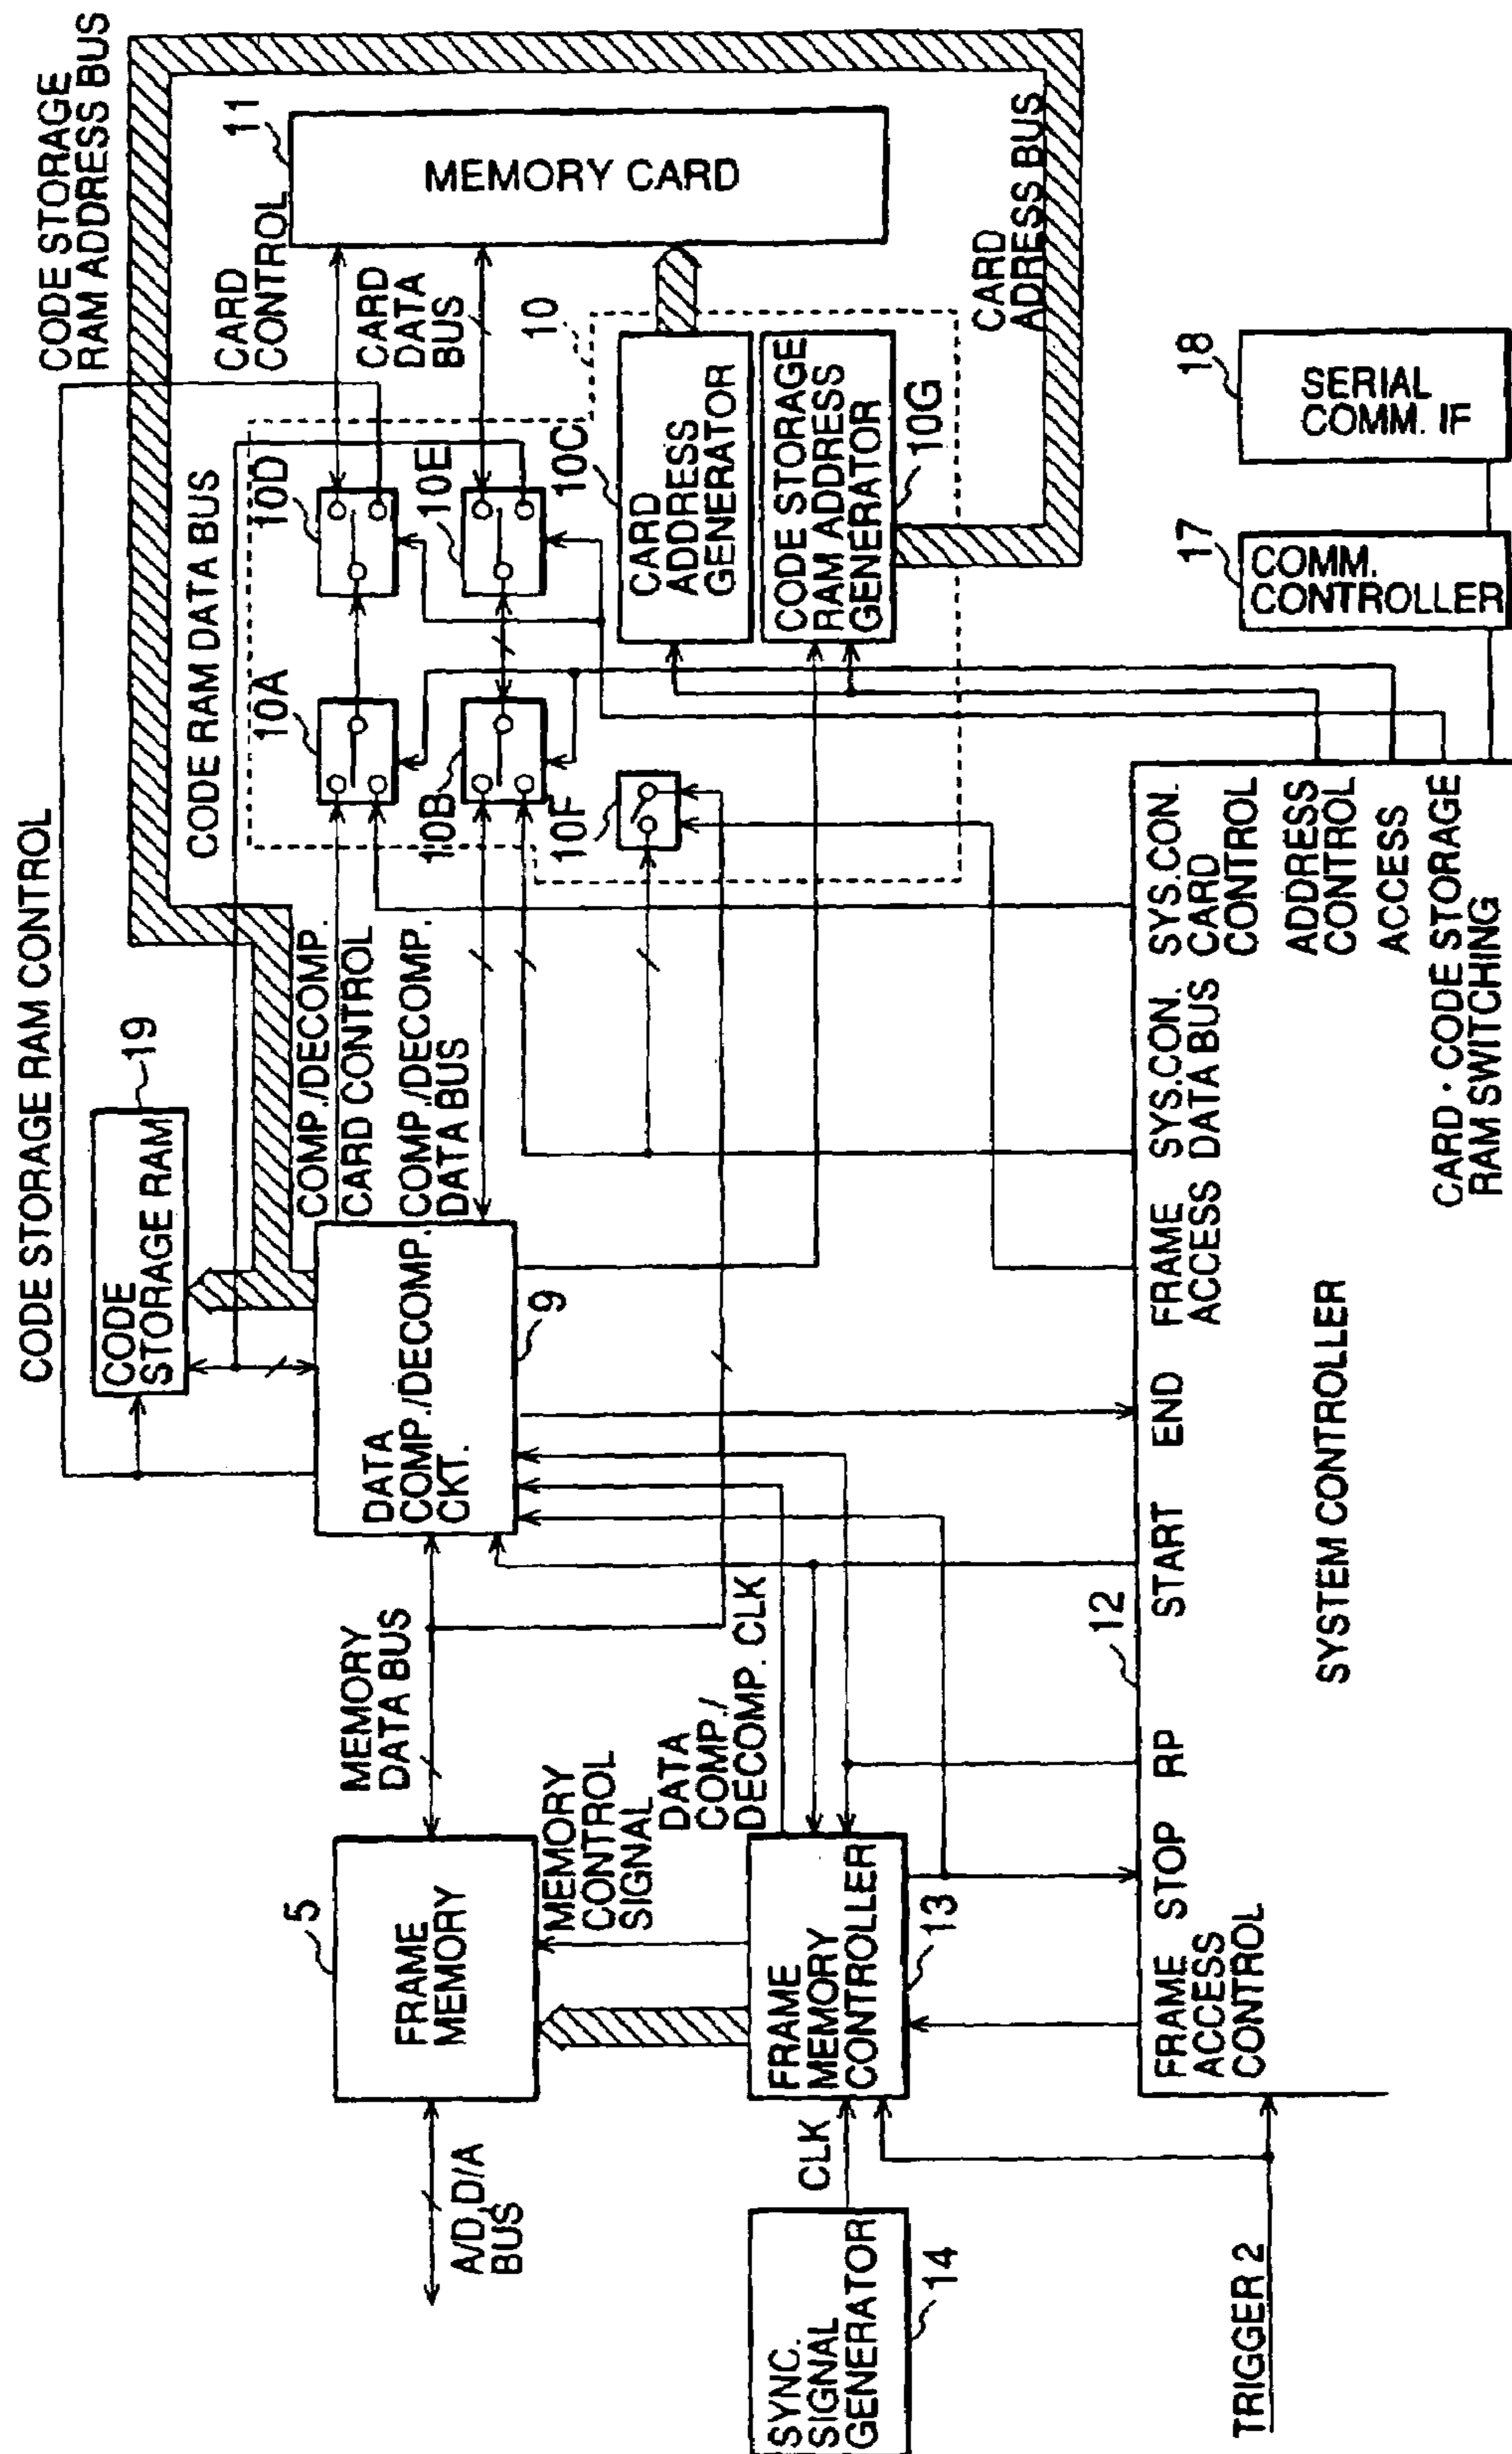 CODE STORAGE RAM CONTROL
CODE STORAGE
RAM ADDRESS BUS
19
CODE
STORAGE RAM
CODE RAM DATA BUS
CARD
CONTROL
11
MEMORY CARD
CARD
DATA
BUS
10
10A
10D
10B
10E
10F
10C
CARD
ADDRESS
GENERATOR
CODE STORAGE
RAM ADDRESS
GENERATOR
10G
CARD
ADRESS BUS
COMP./DECOMP.
CARD CONTROL
COMP./DECOMP.
DATA BUS
DATA
COMP./DECOMP.
CKT.
9
MEMORY
DATA BUS
5
FRAME
MEMORY
A/D,D/A
BUS
MEMORY
CONTROL
SIGNAL
DATA
COMP./
DECOMP. CLK
FRAME
MEMORY
CONTROLLER
13
CLK
SYNC.
SIGNAL
GENERATOR
14
TRIGGER 2
12
FRAME
ACCESS
CONTROL
STOP
RP
START
END
FRAME
ACCESS
SYS.CON.
DATA BUS
SYS.CON.
CARD
CONTROL
ADDRESS
CONTROL
ACCESS
CARD · CODE STORAGE
RAM SWITCHING
SYSTEM CONTROLLER
17
COMM.
CONTROLLER
18
SERIAL
COMM. IF